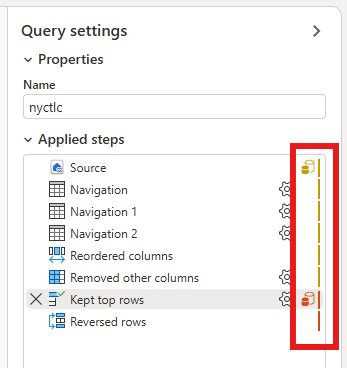 Query settings
Properties
Name
nyctlc
Applied steps
Source
Navigation
Navigation 1
Navigation 2
Reordered columns
Removed other columns
Kept top rows
Reversed rows